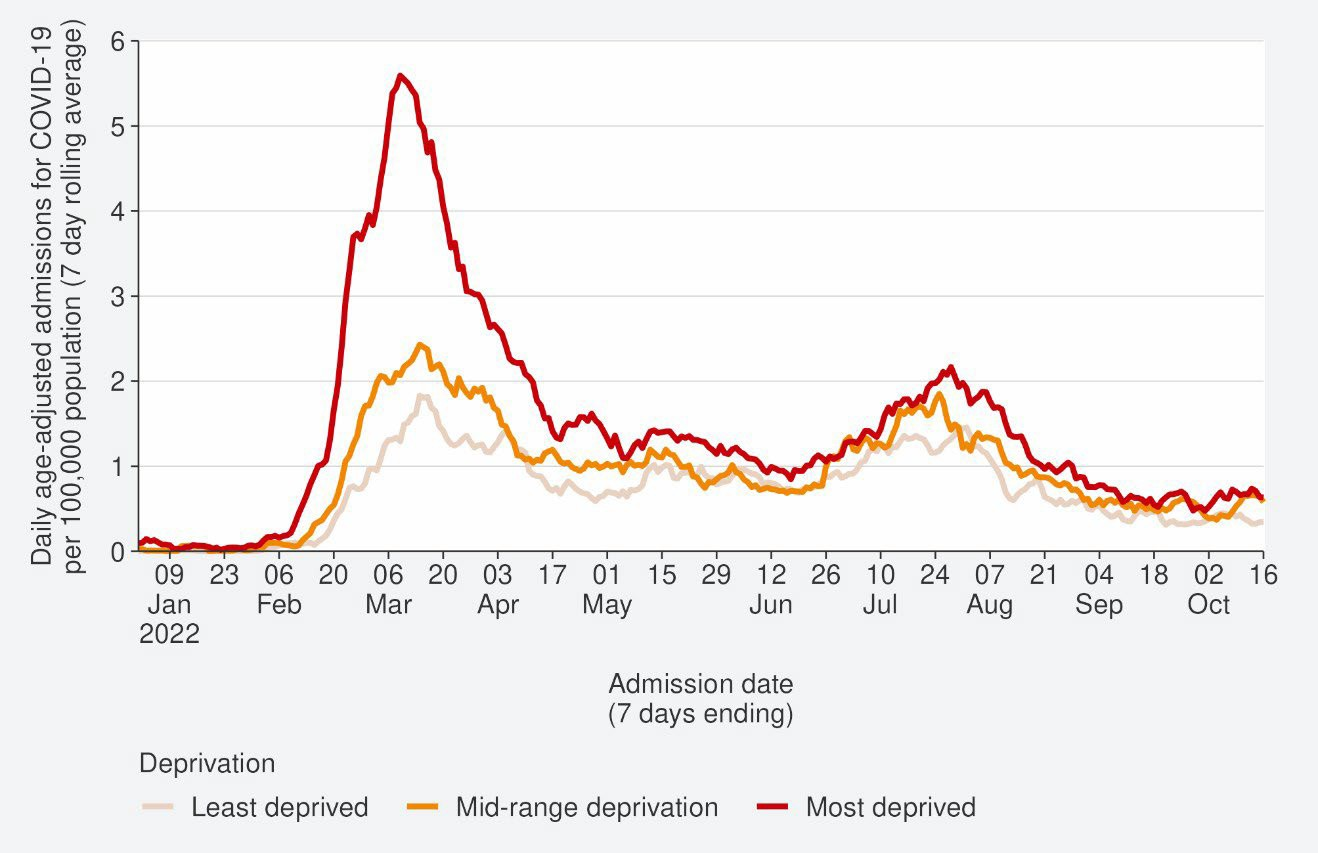 Daily age-adjusted admissions for COVID-19
per 100,000 population (7 day rolling average)
6
5
4
3
2
1
0
09 23 06 20 06 20 03 17 01 15 29 12 26 10 24 07 21 04 18 02 16
Jan Feb Mar Apr May Jun Jul Aug Sep Oct
2022
Admission date
(7 days ending)
Deprivation
Least deprived Mid-range deprivation Most deprived